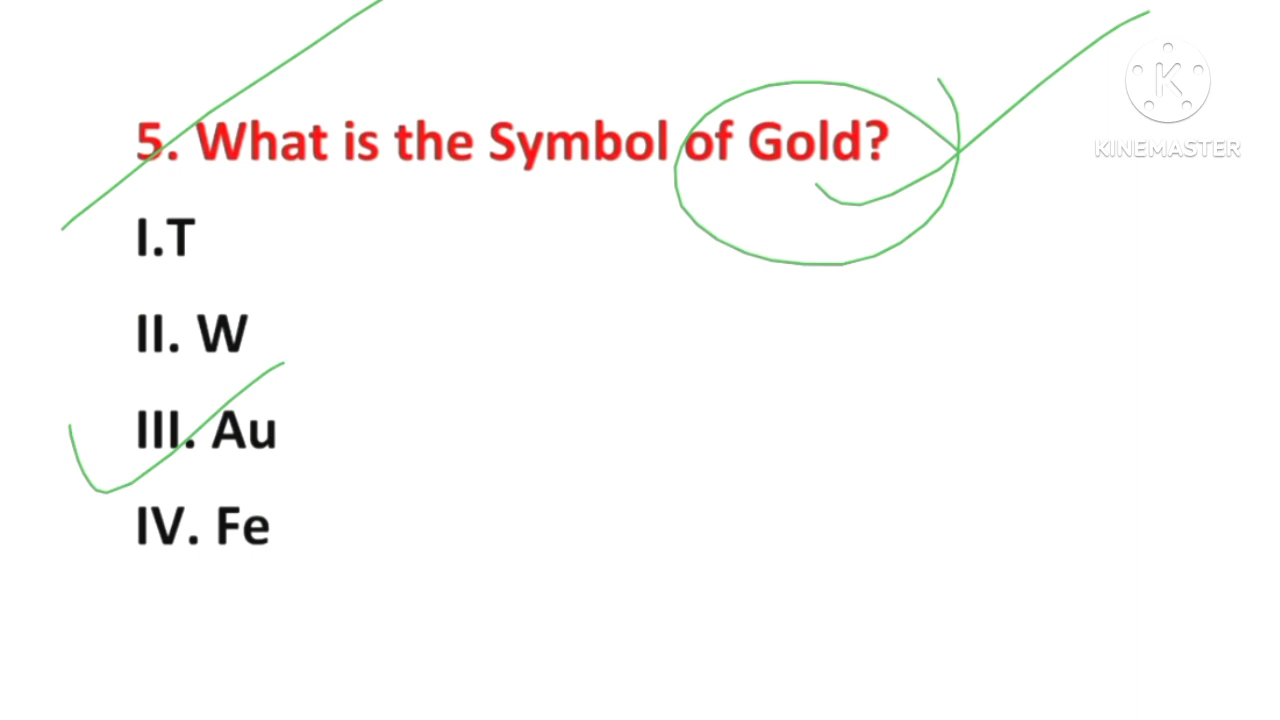 KINEMASTER
5. What is the Symbol of Gold?
I.T
II. W
III. Au
IV. Fe